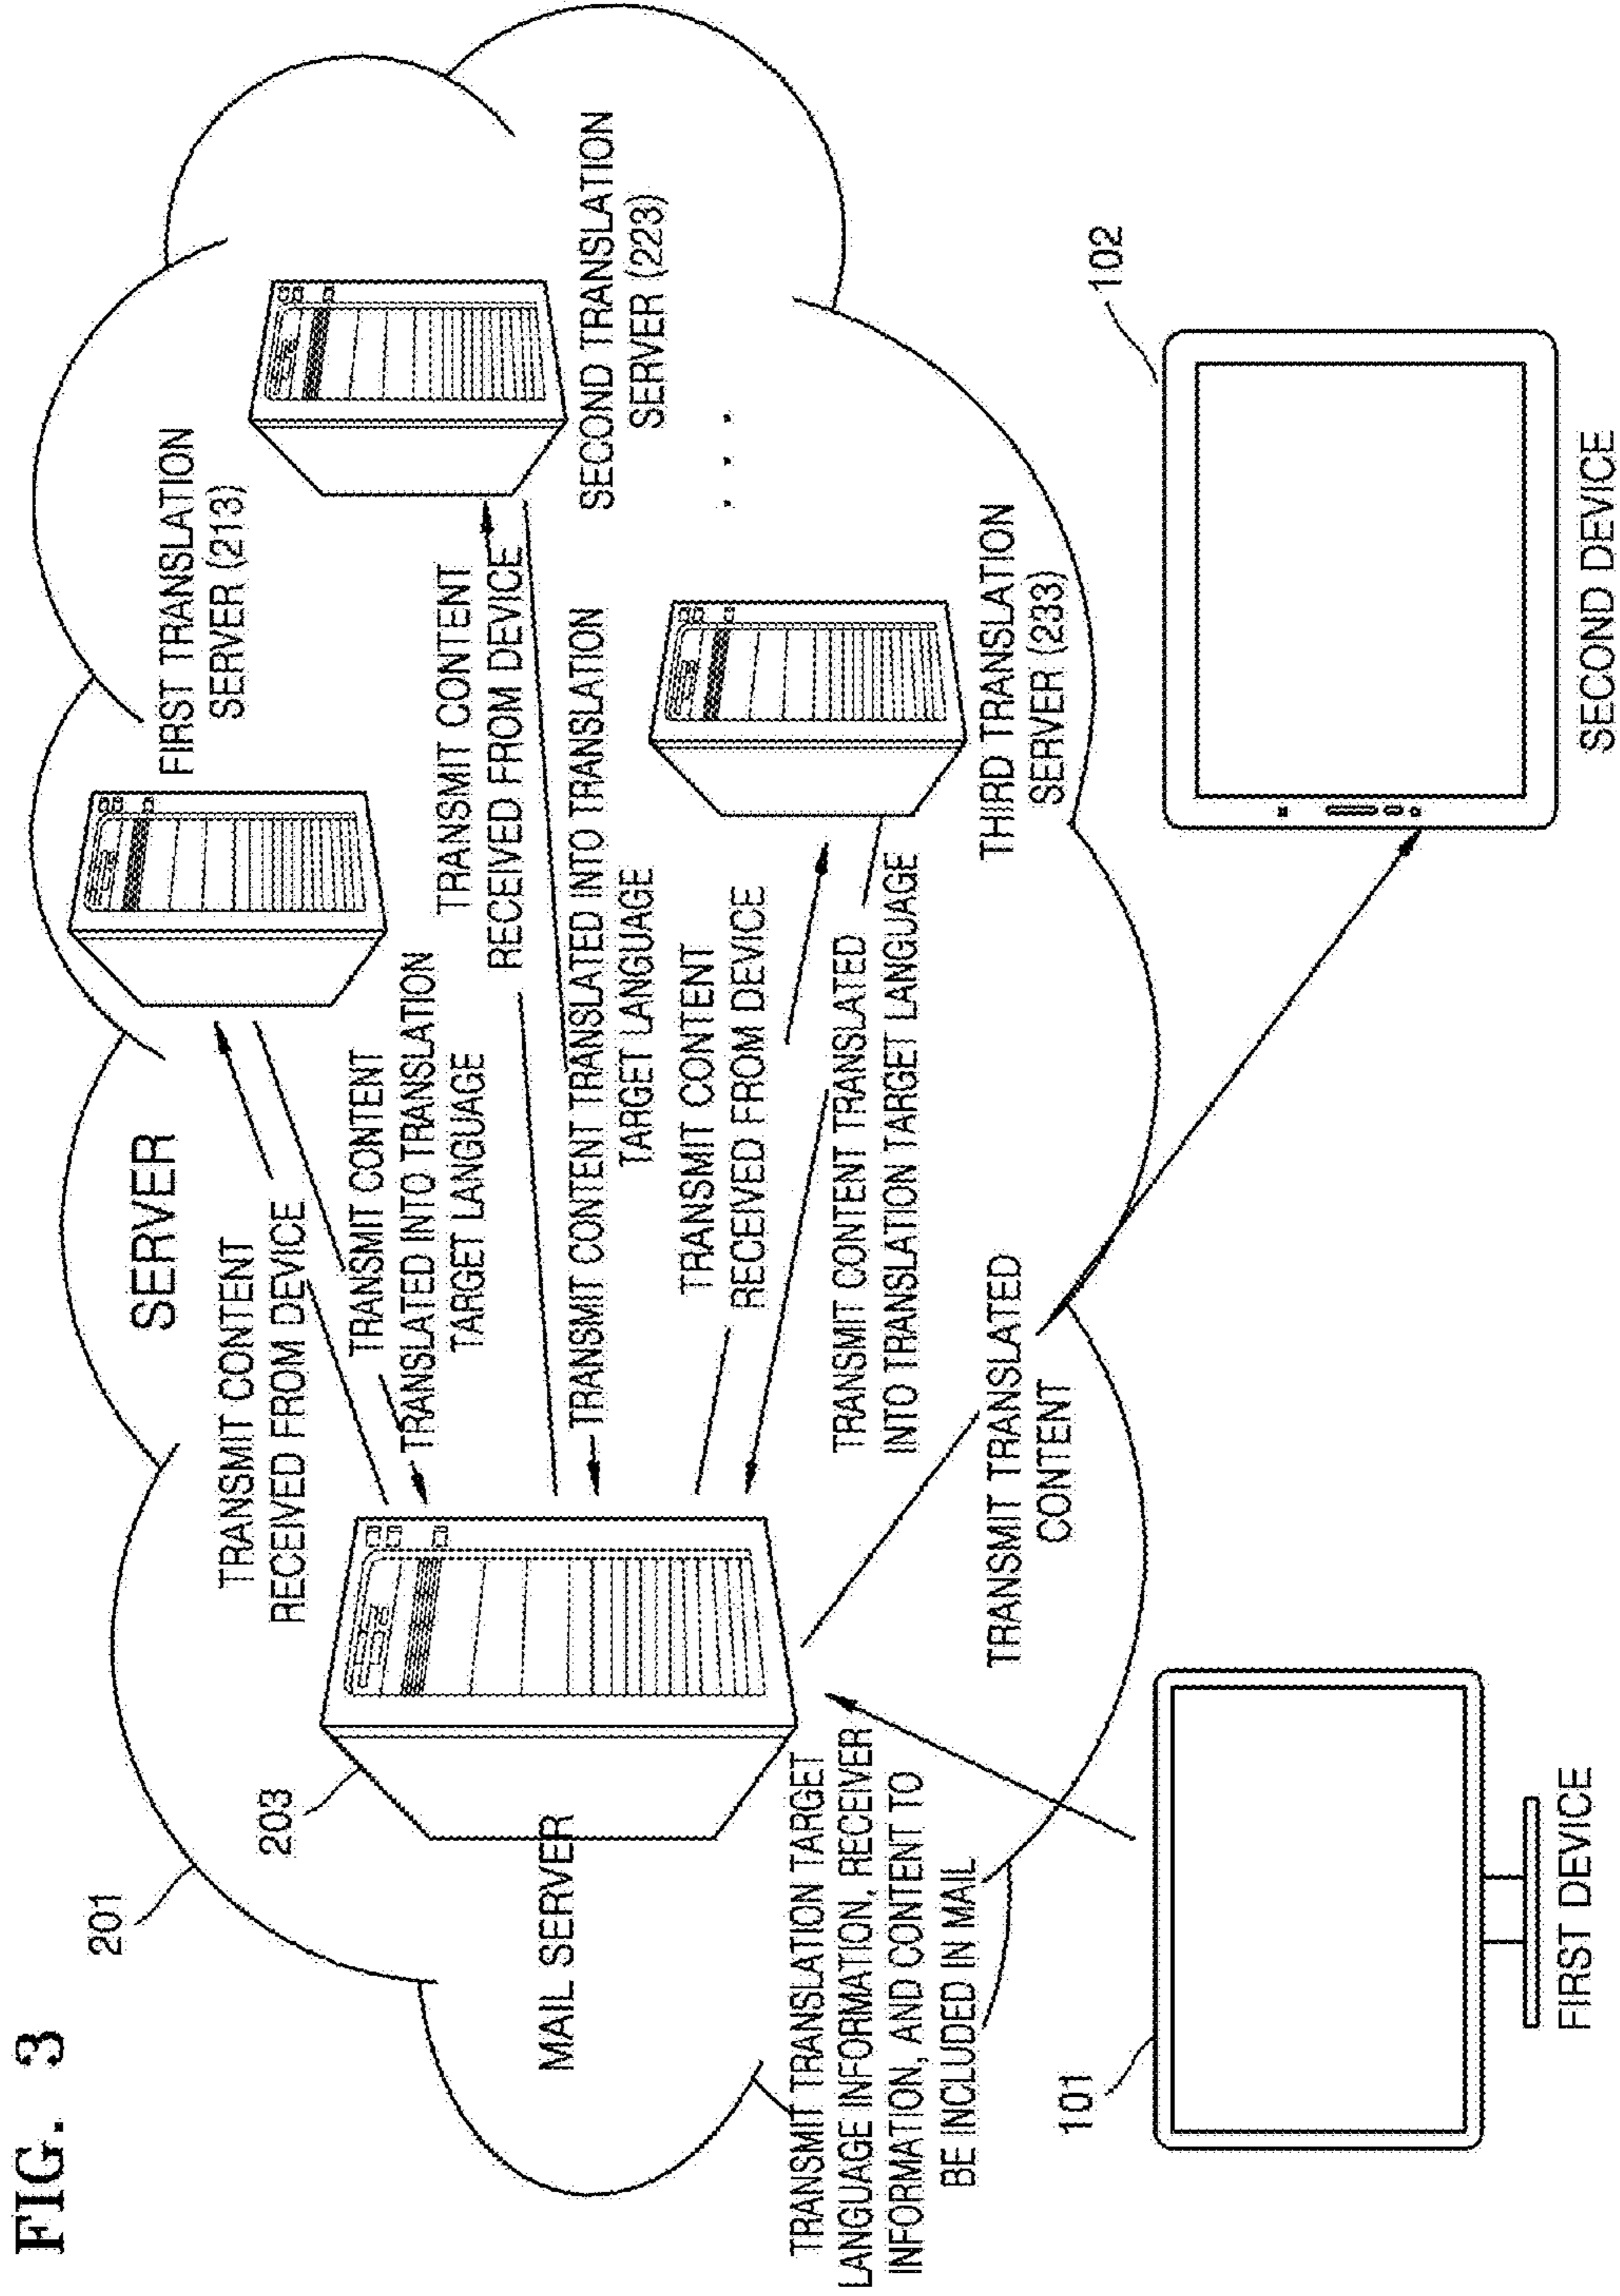 FIG. 3
201
SERVER
FIRST TRANSLATION
SERVER (213)
SECOND TRANSLATION
SERVER (223)
. . .
THIRD TRANSLATION
SERVER (233)
203
MAIL SERVER
TRANSMIT CONTENT
RECEIVED FROM DEVICE
TRANSMIT CONTENT
TRANSLATED INTO TRANSLATION
TARGET LANGUAGE
TRANSMIT CONTENT
RECEIVED FROM DEVICE
TRANSMIT CONTENT TRANSLATED INTO TRANSLATION
TARGET LANGUAGE
TRANSMIT CONTENT
RECEIVED FROM DEVICE
TRANSMIT CONTENT TRANSLATED
INTO TRANSLATION TARGET LANGUAGE
TRANSMIT TRANSLATION TARGET
LANGUAGE INFORMATION, RECEIVER
INFORMATION, AND CONTENT TO
BE INCLUDED IN MAIL
TRANSMIT TRANSLATED
CONTENT
101
FIRST DEVICE
102
SECOND DEVICE